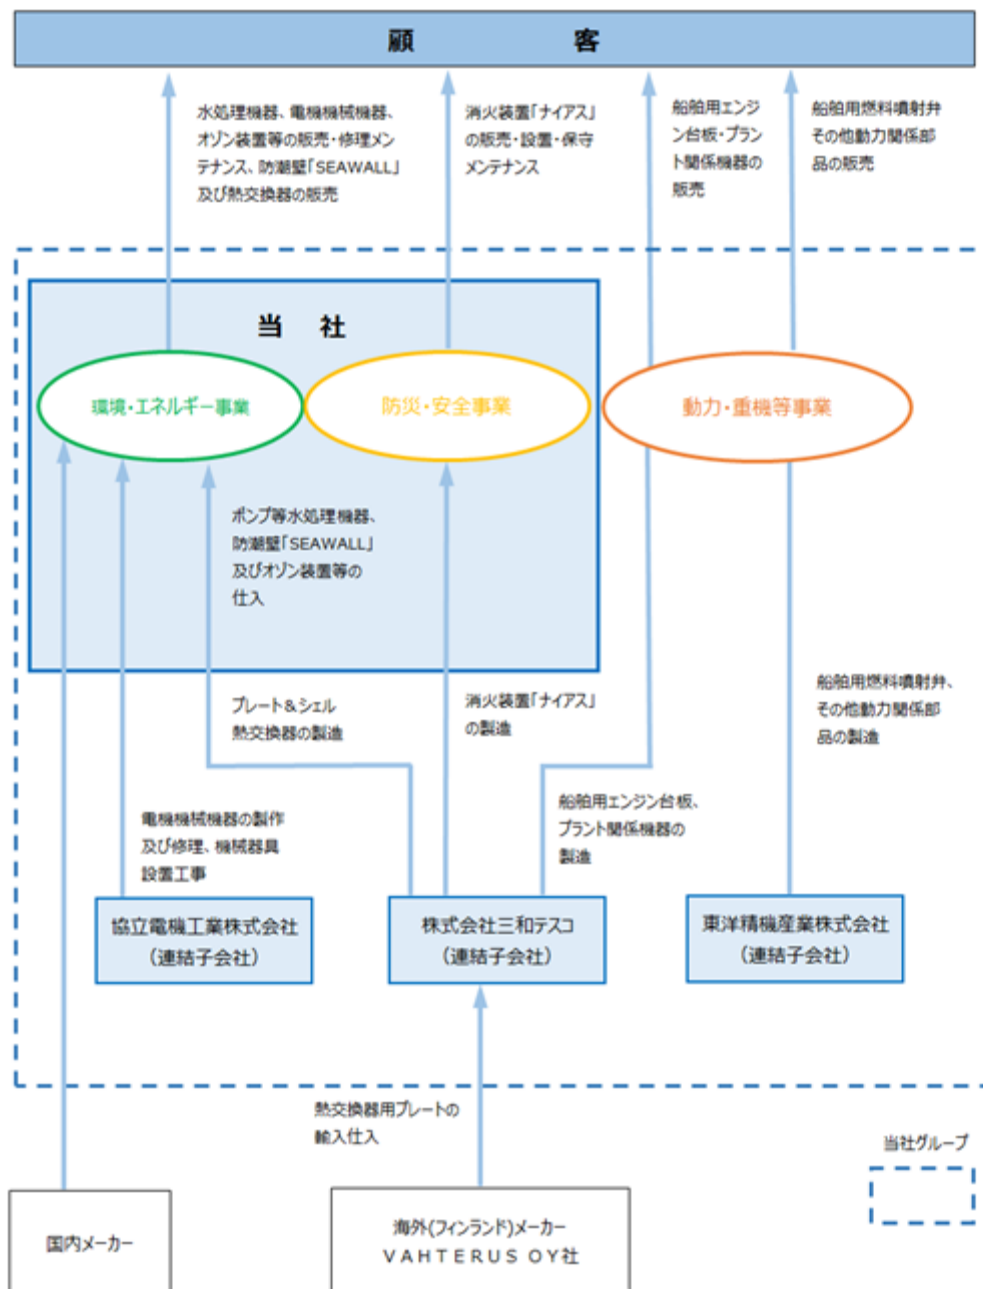 顧 客
水処理機器、電機機械機器、
オゾン装置等の販売・修理メン
テナンス、防潮壁「SEAWALL」
及び熱交換器の販売
消火装置「ナイアス」
の販売・設置・保守
メンテナンス
船舶用エンジ
ン台板・プラン
ト関係機器の
販売
船舶用燃料噴射弁
その他動力関係部
品の販売
当 社
環境・エネルギー事業
防災・安全事業
動力・重機等事業
ポンプ等水処理機器、
防潮壁「SEAWALL」
及びオゾン装置等の
仕入
プレート＆シェル
熱交換器の製造
消火装置「ナイアス」
の製造
船舶用燃料噴射弁、
その他動力関係部
品の製造
電機機械機器の製作
及び修理、機械器具
設置工事
船舶用エンジン台板、
プラント関係機器の
製造
協立電機工業株式会社
（連結子会社）
株式会社三和テスコ
（連結子会社）
東洋精機産業株式会社
（連結子会社）
熱交換器用プレートの
輸入仕入
当社グループ
国内メーカー
海外(フィンランド)メーカー
ＶＡＨＴＥＲＵＳ ＯＹ社